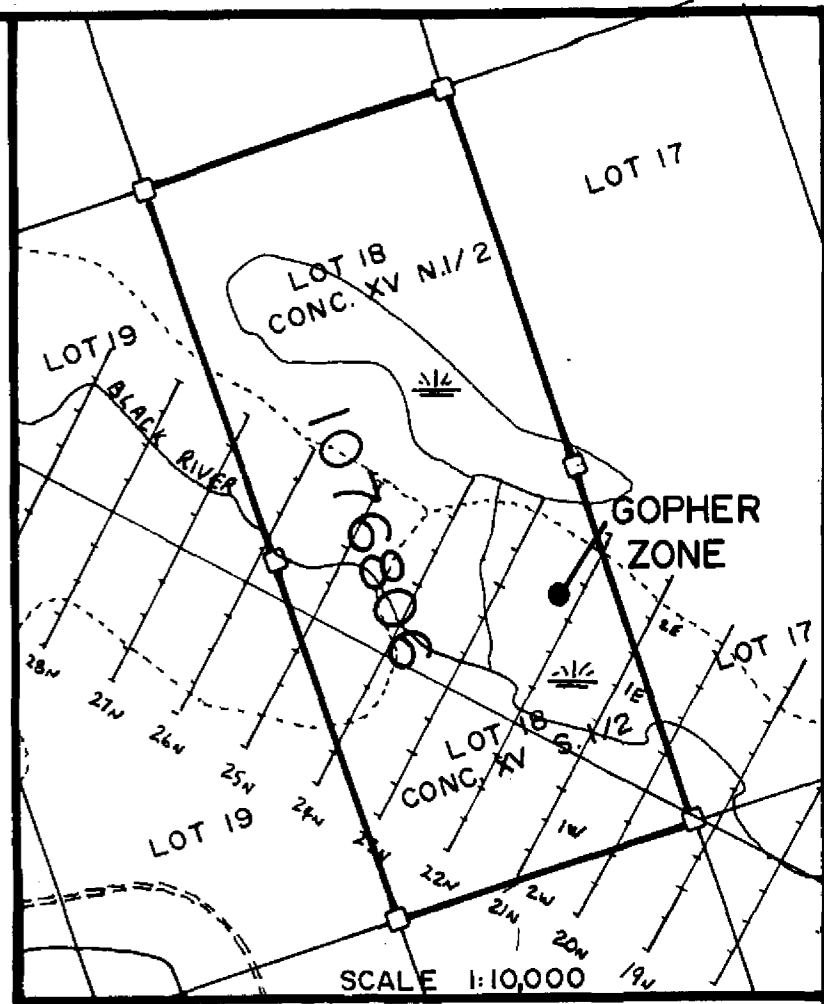 LOT 17
LOT 18
CONC. XV N.1/2
LOT 19
BLACK RIVER
1076806
GOPHER
ZONE
2E
LOT 17
1E
28N
27N
26N
25N
24N
23N
22N
21N
20N
19N
LOT 18 S.1/2
CONC. XV
LOT 19
1W
2W
SCALE 1:10,000